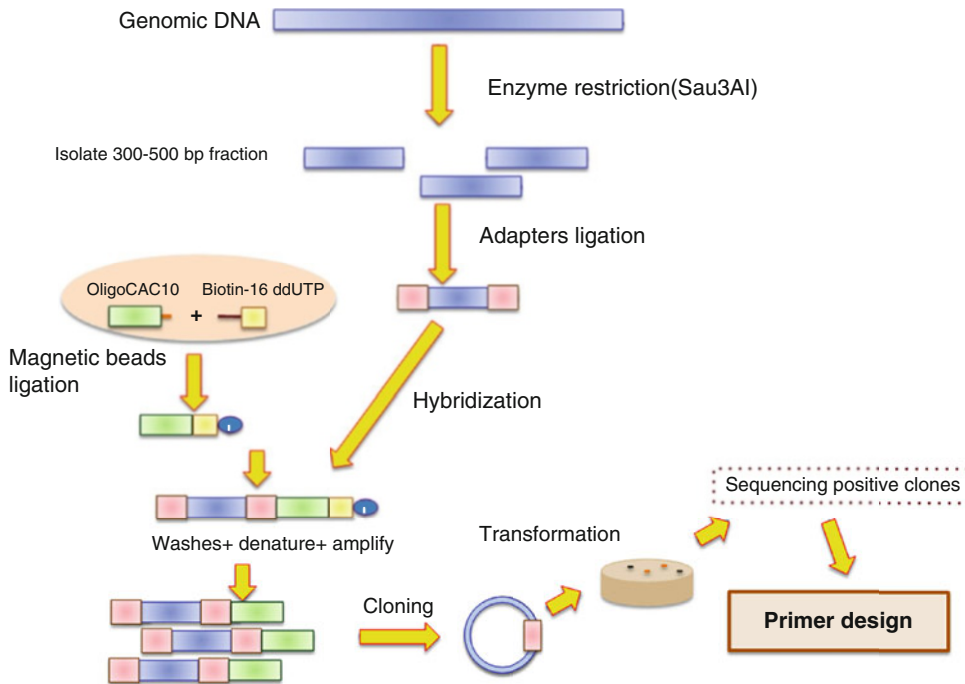 Genomic DNA
Enzyme restriction(Sau3AI)
Isolate 300-500 bp fraction
Adapters ligation
OligoCAC10
Biotin-16 ddUTP
+
Magnetic beads
ligation
Hybridization
Washes+ denature+ amplify
Cloning
Transformation
Sequencing positive clones
Primer design